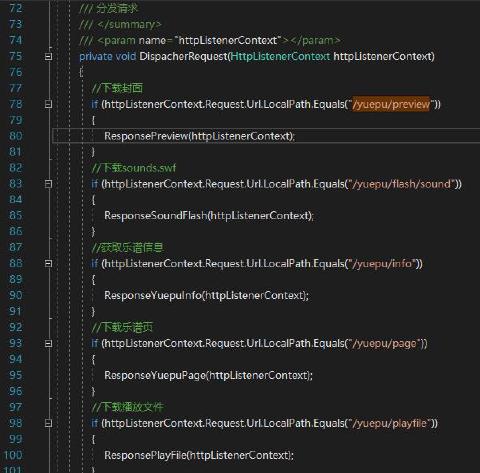 72 /// 分发请求
73 /// </summary>
74 /// <param name="httpListenerContext"></param>
75 private void DispacherRequest(HttpListenerContext httpListenerContext)
76 {
77 //下载封面
78 if (httpListenerContext.Request.Url.LocalPath.Equals("/yuepu/preview"))
79 {
80 ResponsePreview(httpListenerContext);
81 }
82 //下载sounds.swf
83 if (httpListenerContext.Request.Url.LocalPath.Equals("/yuepu/flash/sound"))
84 {
85 ResponseSoundFlash(httpListenerContext);
86 }
87 //获取乐谱信息
88 if (httpListenerContext.Request.Url.LocalPath.Equals("/yuepu/info"))
89 {
90 ResponseYuepuInfo(httpListenerContext);
91 }
92 //下载乐谱页
93 if (httpListenerContext.Request.Url.LocalPath.Equals("/yuepu/page"))
94 {
95 ResponseYuepuPage(httpListenerContext);
96 }
97 //下载播放文件
98 if (httpListenerContext.Request.Url.LocalPath.Equals("/yuepu/playfile"))
99 {
100 ResponsePlayFile(httpListenerContext);
101 }